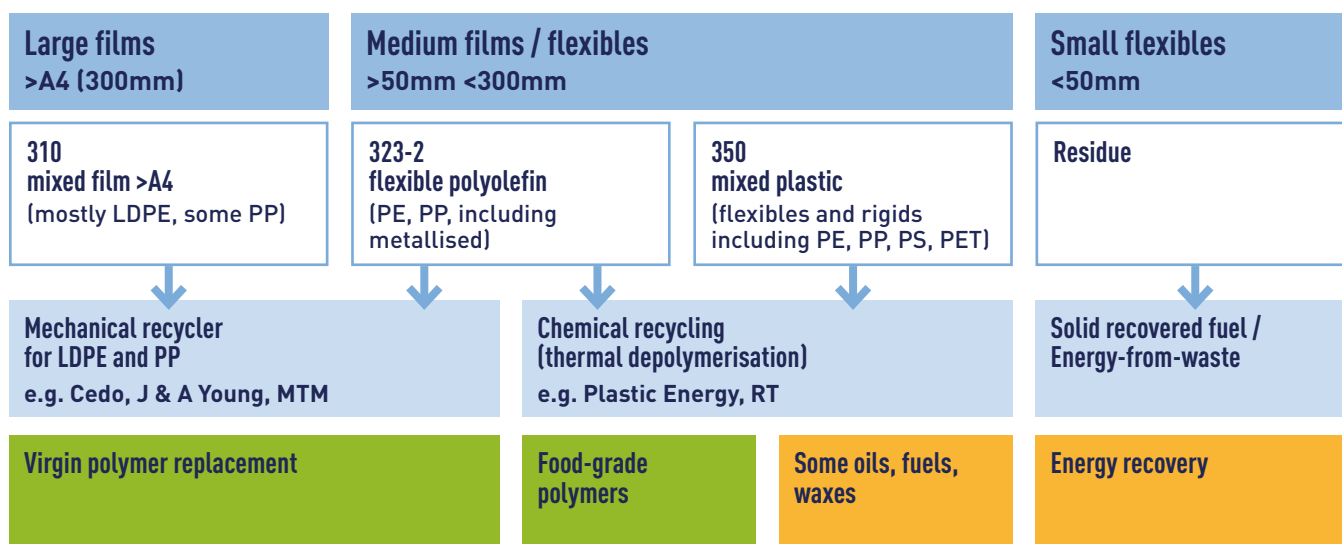 Large films
>A4 (300mm)
Medium films / flexibles
>50mm <300mm
Small flexibles
<50mm
310
mixed film >A4
(mostly LDPE, some PP)
323-2
flexible polyolefin
(PE, PP, including
metallised)
350
mixed plastic
(flexibles and rigids
including PE, PP, PS, PET)
Residue
Mechanical recycler
for LDPE and PP
e.g. Cedo, J & A Young, MTM
Chemical recycling
(thermal depolymerisation)
e.g. Plastic Energy, RT
Solid recovered fuel /
Energy-from-waste
Virgin polymer replacement
Food-grade
polymers
Some oils, fuels,
waxes
Energy recovery